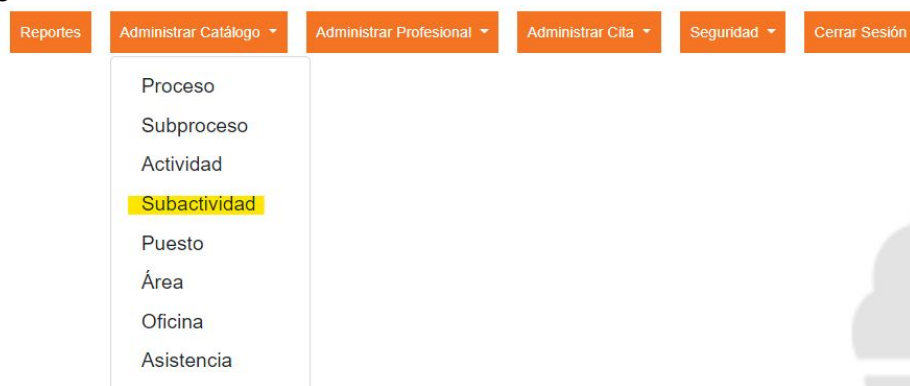 Reportes Administrar Catálogo Administrar Profesional Administrar Cita Seguridad Cerrar Sesión
Proceso
Subproceso
Actividad
Subactividad
Puesto
Área
Oficina
Asistencia